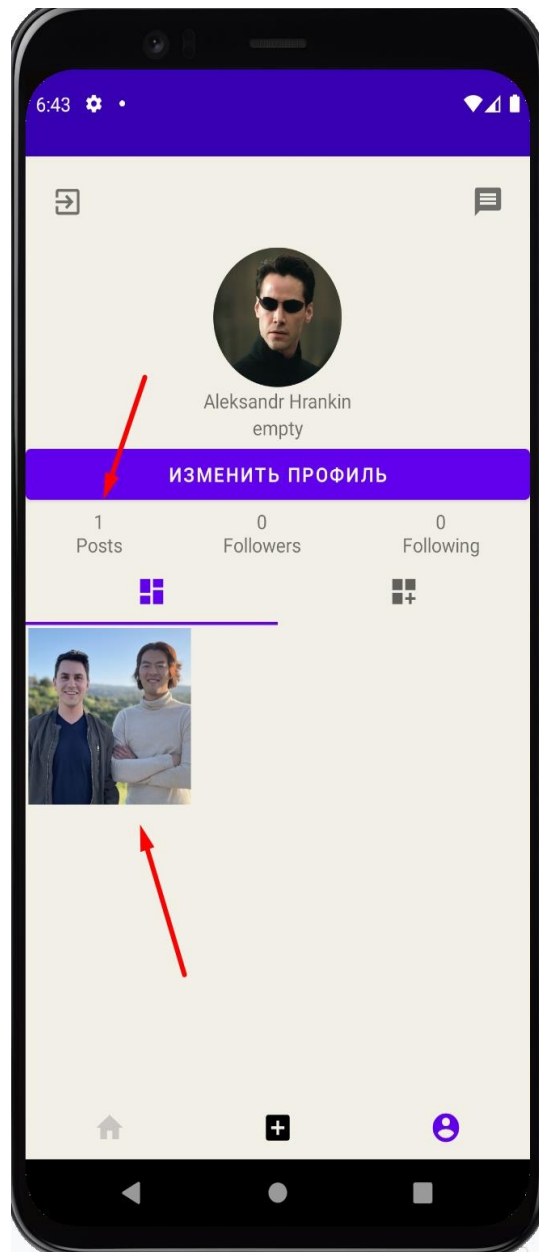 6:43
Aleksandr Hrankin
empty
ИЗМЕНИТЬ ПРОФИЛЬ
1 0 0
Posts Followers Following